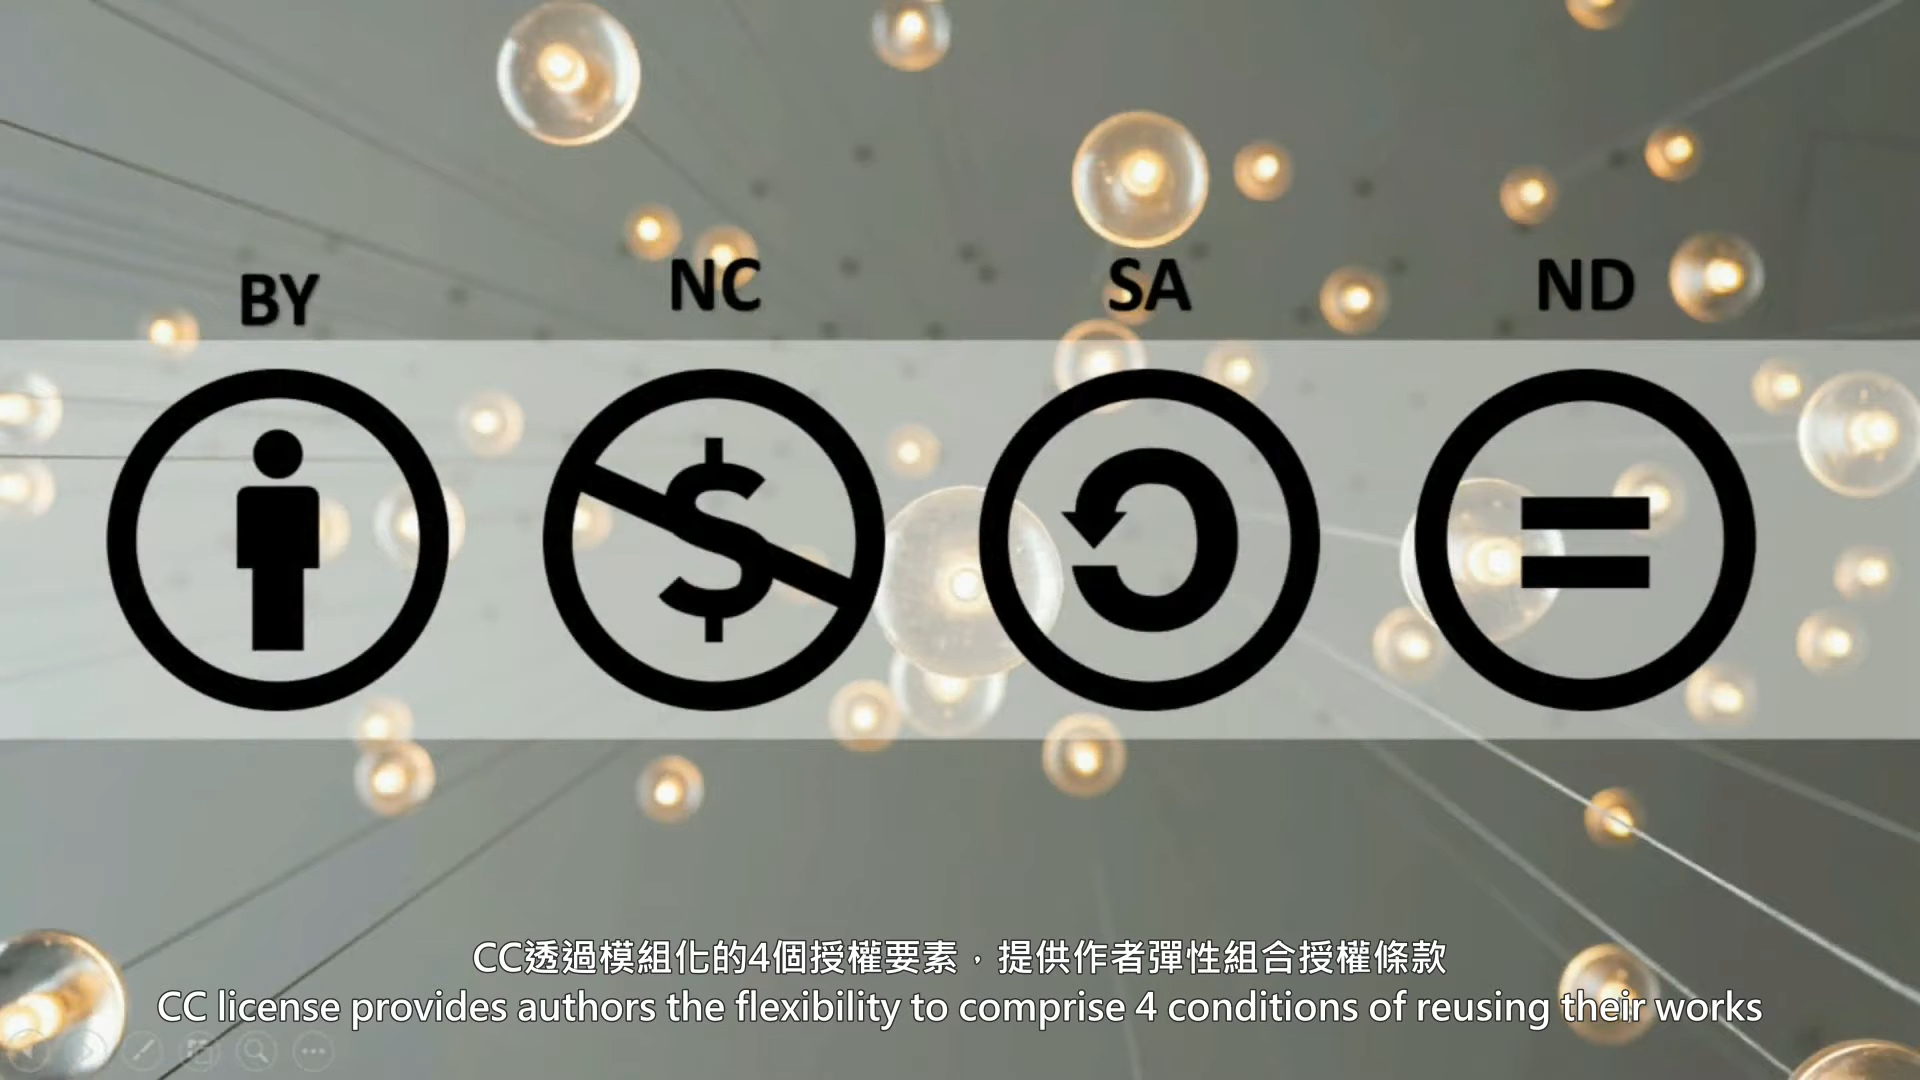 BY NC SA ND
$
=
CC透過模組化的4個授權要素，提供作者彈性組合授權條款
CC license provides authors the flexibility to comprise 4 conditions of reusing their works